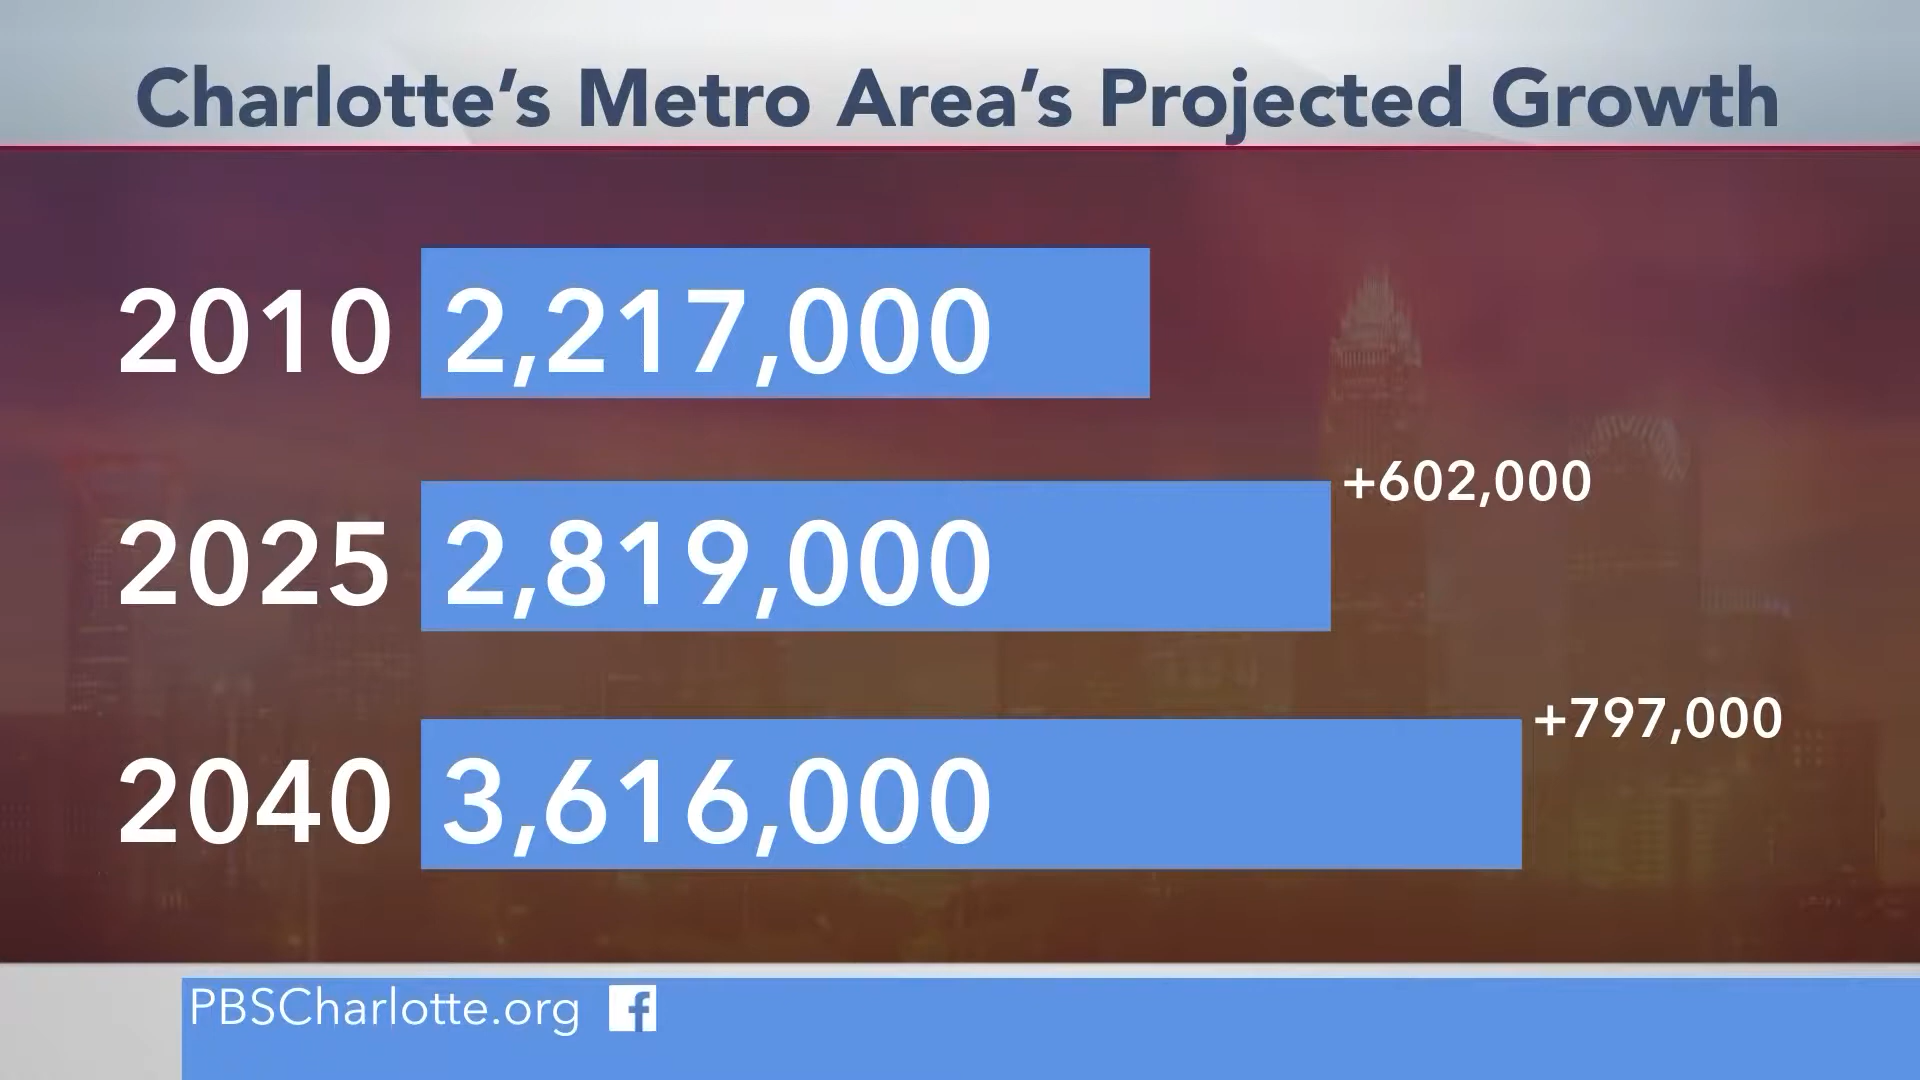 Charlotte’s Metro Area’s Projected Growth
2010 2,217,000
+602,000
2025 2,819,000
+797,000
2040 3,616,000
PBSCharlotte.org